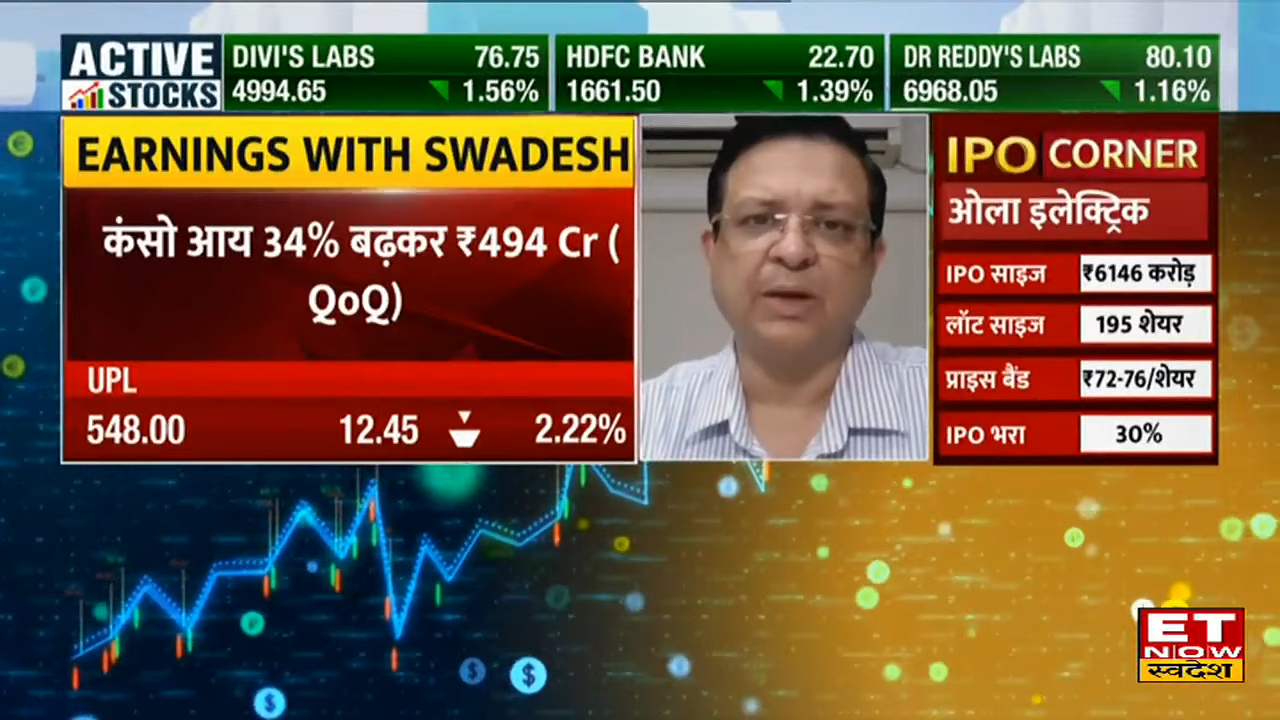 ACTIVE STOCKS
DIVI'S LABS 76.75
4994.65 1.56%
HDFC BANK 22.70
1661.50 1.39%
DR REDDY'S LABS 80.10
6968.05 1.16%
EARNINGS WITH SWADESH
कंसो आय 34% बढ़कर ₹494 Cr (
QoQ)
UPL
548.00 12.45 2.22%
IPO CORNER
ओला इलेक्ट्रिक
IPO साइज ₹6146 करोड़
लॉट साइज 195 शेयर
प्राइस बैंड ₹72-76/शेयर
IPO भरा 30%
ET
NOW
स्वदेश